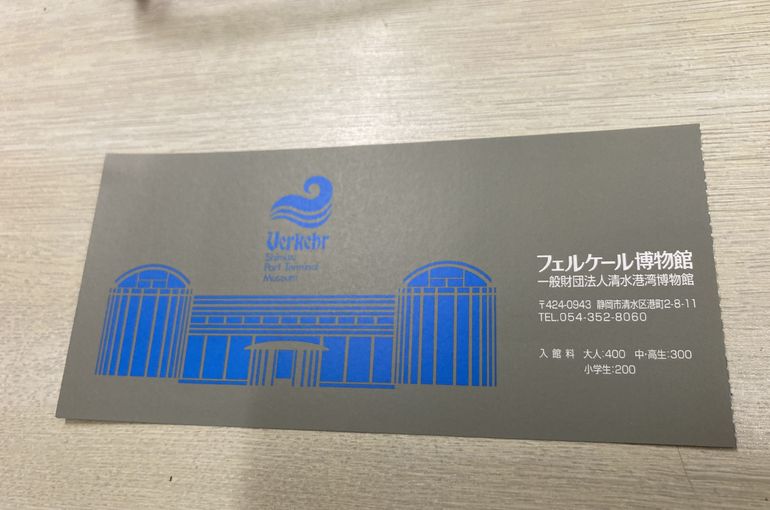 Verkehr
Shimizu
Port Terminal
Museum
フェルケール博物館
一般財団法人清水港湾博物館
〒424-0943 静岡市清水区港町2-8-11
TEL.054-352-8060
入館料 大人:400 中・高生:300
小学生:200